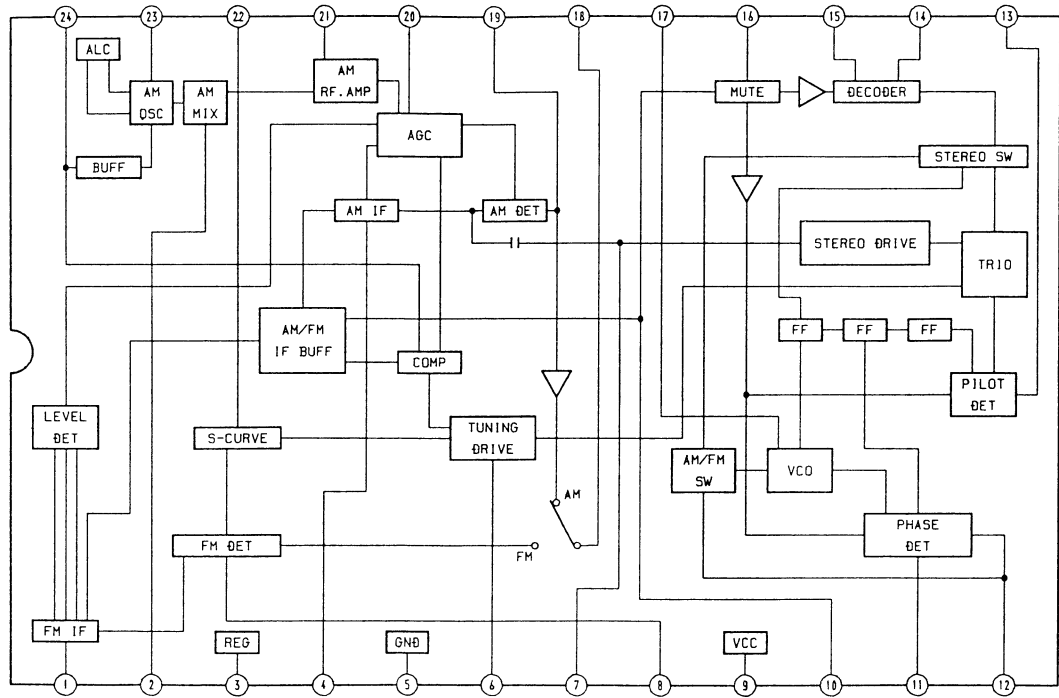 24 23 22 21 20 19 18 17 16 15 14 13
ALC
AM
OSC
AM
MIX
AM
RF.AMP
AGC
MUTE
DECODER
BUFF
STEREO SW
AM IF
AM DET
STEREO DRIVE
TRIO
AM/FM
IF BUFF
COMP
FF
FF
FF
PILOT
DET
LEVEL
DET
S-CURVE
TUNING
DRIVE
AM/FM
SW
VCO
AM
FM
FM DET
PHASE
DET
FM IF
REG
GND
VCC
1 2 3 4 5 6 7 8 9 10 11 12